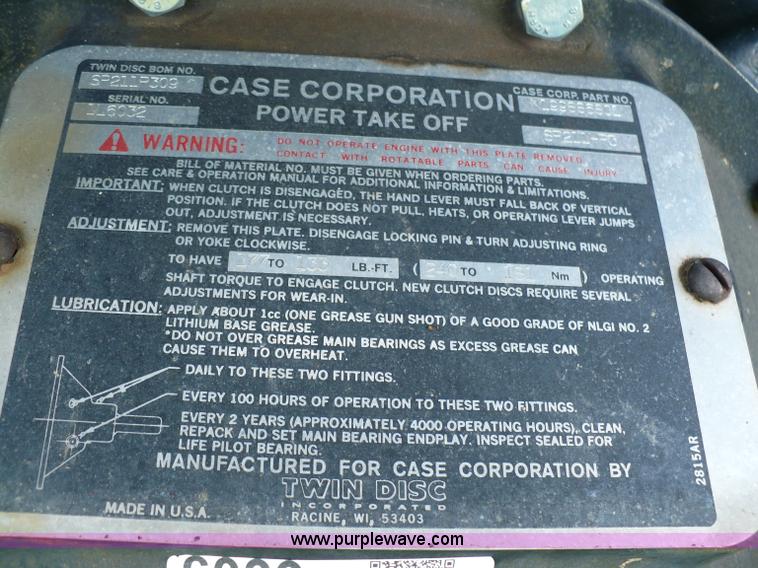 TWIN DISC BOM NO.
SP211P309
SERIAL NO.
116032
CASE CORPORATION
POWER TAKE OFF
CASE CORP. PART NO.
WARNING:
DO NOT OPERATE ENGINE WITH THIS PLATE REMOVED
CONTACT WITH ROTATABLE PARTS CAN CAUSE INJURY
BILL OF MATERIAL NO. MUST BE GIVEN WHEN ORDERING PARTS.
SEE CARE & OPERATION MANUAL FOR ADDITIONAL INFORMATION & LIMITATIONS.
IMPORTANT: WHEN CLUTCH IS DISENGAGED, THE HAND LEVER MUST FALL BACK OF VERTICAL
POSITION. IF THE CLUTCH DOES NOT PULL, HEATS, OR OPERATING LEVER JUMPS
OUT, ADJUSTMENT IS NECESSARY.
ADJUSTMENT: REMOVE THIS PLATE. DISENGAGE LOCKING PIN & TURN ADJUSTING RING
OR YOKE CLOCKWISE.
TO HAVE TO LB.-FT. ( TO Nm ) OPERATING
SHAFT TORQUE TO ENGAGE CLUTCH. NEW CLUTCH DISCS REQUIRE SEVERAL
ADJUSTMENTS FOR WEAR-IN.
LUBRICATION: APPLY ABOUT 1cc (ONE GREASE GUN SHOT) OF A GOOD GRADE OF NLGI NO. 2
LITHIUM BASE GREASE.
*DO NOT OVER GREASE MAIN BEARINGS AS EXCESS GREASE CAN
CAUSE THEM TO OVERHEAT.
DAILY TO THESE TWO FITTINGS.
EVERY 100 HOURS OF OPERATION TO THESE TWO FITTINGS.
EVERY 2 YEARS (APPROXIMATELY 4000 OPERATING HOURS), CLEAN,
REPACK AND SET MAIN BEARING ENDPLAY. INSPECT SEALED FOR
LIFE PILOT BEARING.
MANUFACTURED FOR CASE CORPORATION BY
TWIN DISC
INCORPORATED
RACINE, WI, 53403
MADE IN U.S.A.
2815AR
www.purplewave.com